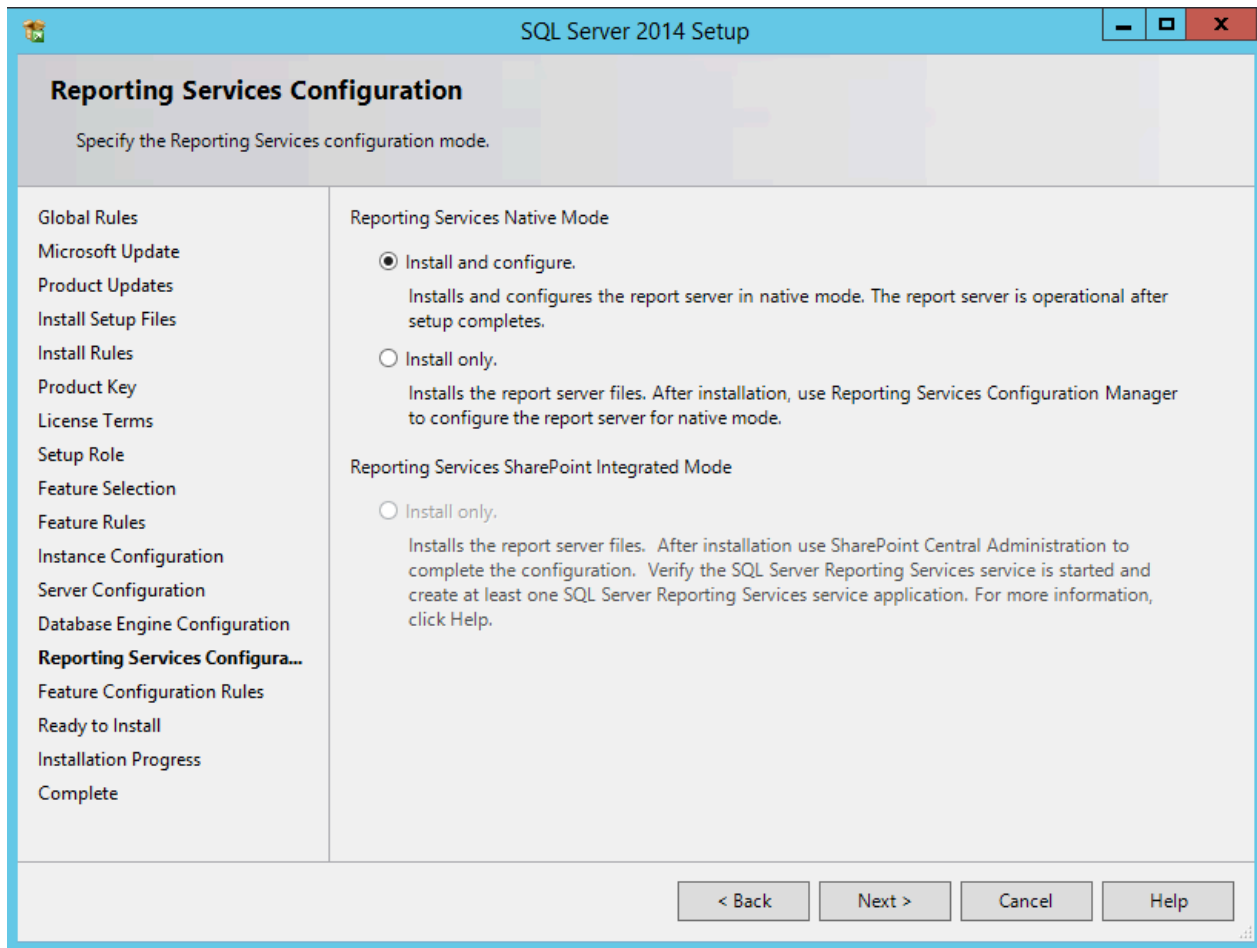 SQL Server 2014 Setup
Reporting Services Configuration
Specify the Reporting Services configuration mode.
Global Rules
Microsoft Update
Product Updates
Install Setup Files
Install Rules
Product Key
License Terms
Setup Role
Feature Selection
Feature Rules
Instance Configuration
Server Configuration
Database Engine Configuration
Reporting Services Configura...
Feature Configuration Rules
Ready to Install
Installation Progress
Complete
Reporting Services Native Mode
Install and configure.
Installs and configures the report server in native mode. The report server is operational after
setup completes.
Install only.
Installs the report server files. After installation, use Reporting Services Configuration Manager
to configure the report server for native mode.
Reporting Services SharePoint Integrated Mode
Install only.
Installs the report server files.  After installation use SharePoint Central Administration to
complete the configuration.  Verify the SQL Server Reporting Services service is started and
create at least one SQL Server Reporting Services service application. For more information,
click Help.
< Back
Next >
Cancel
Help